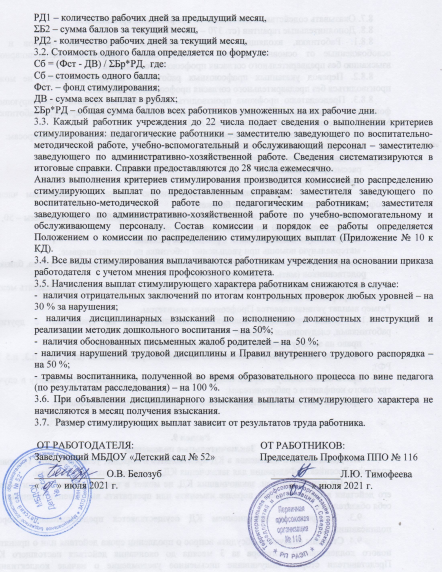 РД1 – количество рабочих дней за предыдущий месяц,
ΣБ2 – сумма баллов за текущий месяц,
РД2 - количество рабочих дней за текущий месяц,
3.2. Стоимость одного балла определяется по формуле:
Сб = (Фст - ДВ) / ΣБр*РД, где:
Сб – стоимость одного балла;
Фст. – фонд стимулирования;
ДВ - сумма всех выплат в рублях;
ΣБр*РД – общая сумма баллов всех работников умноженных на их рабочие дни.
3.3. Каждый работник учреждения до 22 числа подает сведения о выполнении критериев
стимулирования: педагогические работники – заместителю заведующего по воспитательно-
методической работе, учебно-вспомогательный и обслуживающий персонал – заместителю
заведующего по административно-хозяйственной работе. Сведения систематизируются в
итоговые справки. Справки предоставляются до 28 числа ежемесячно.
Анализ выполнения критериев стимулирования производится комиссией по распределению
стимулирующих выплат по предоставленным справкам: заместителя заведующего по
воспитательно-методической работе по педагогическим работникам; заместителя
заведующего по административно-хозяйственной работе по учебно-вспомогательному и
обслуживающему персоналу. Состав комиссии и порядок ее работы определяется
Положением о комиссии по распределению стимулирующих выплат (Приложение № 10 к
КД).
3.4. Все виды стимулирования выплачиваются работникам учреждения на основании приказа
работодателя с учетом мнения профсоюзного комитета.
3.5. Начисления выплат стимулирующего характера работникам снижаются в случае:
- наличия отрицательных заключений по итогам контрольных проверок любых уровней – на
30 % за нарушения;
- наличия дисциплинарных взысканий по исполнению должностных инструкций и
реализации методик дошкольного воспитания – на 50%;
- наличия обоснованных письменных жалоб родителей – на 50 %;
- наличия нарушений трудовой дисциплины и Правил внутреннего трудового распорядка –
на 50 %;
- травмы воспитанника, полученной во время образовательного процесса по вине педагога
(по результатам расследования) – на 100 %.
3.6. При объявлении дисциплинарного взыскания выплаты стимулирующего характера не
начисляются в месяц получения взыскания.
3.7. Размер стимулирующих выплат зависит от результатов труда работника.
ОТ РАБОТОДАТЕЛЯ: ОТ РАБОТНИКОВ:
Заведующий МБДОУ «Детский сад № 52» Председатель Профкома ППО № 116
О.В. Белозуб Л.Ю. Тимофеева
« » июля 2021 г. « » июля 2021 г.
Первичная
профсоюзная
организация
№ 116
РП РАЭП